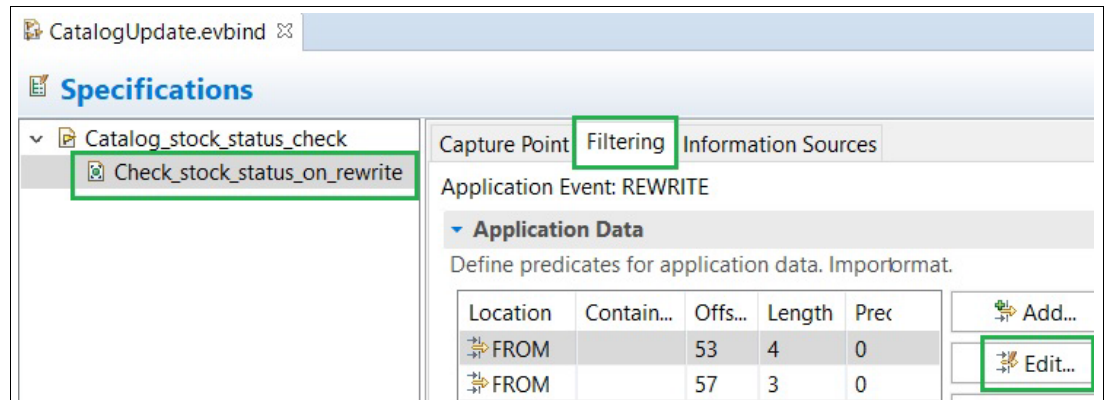 CatalogUpdate.evbind
Specifications
Catalog_stock_status_check
Check_stock_status_on_rewrite
Capture Point Filtering Information Sources
Application Event: REWRITE
Application Data
Define predicates for application data. Importormat.
Location Contain... Offs... Length Prec
FROM 53 4 0
FROM 57 3 0
Add...
Edit...